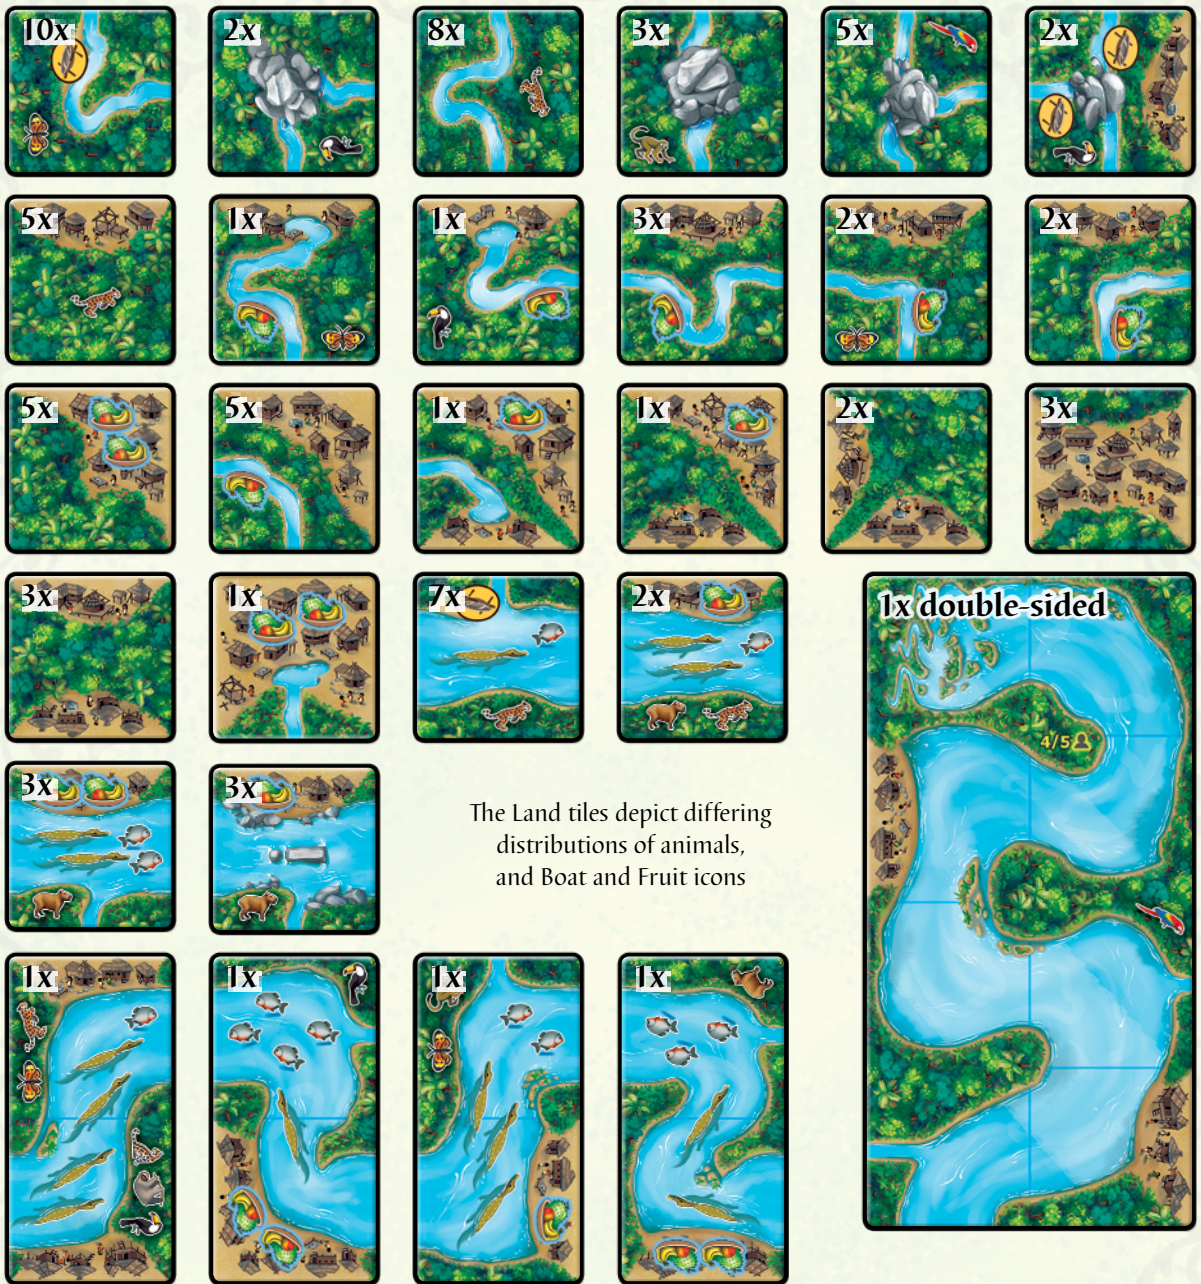 10x
2x
8x
3x
5x
2x
5x
1x
1x
3x
2x
2x
5x
5x
1x
1x
2x
3x
3x
1x
7x
2x
1x double-sided
4/5
3x
3x
The Land tiles depict differing
distributions of animals,
and Boat and Fruit icons
1x
1x
1x
1x